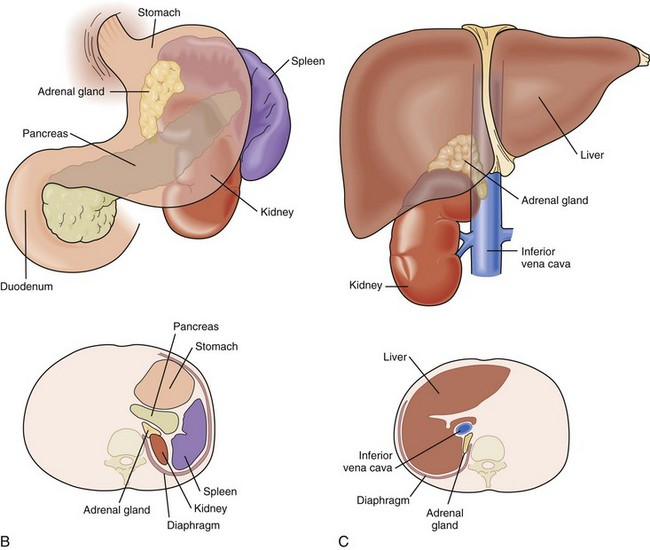 Stomach
Spleen
Adrenal gland
Pancreas
Kidney
Duodenum
Liver
Adrenal gland
Inferior
vena cava
Kidney
Pancreas
Stomach
Spleen
Kidney
Adrenal gland
Diaphragm
B
Liver
Inferior
vena cava
Diaphragm
Adrenal
gland
C